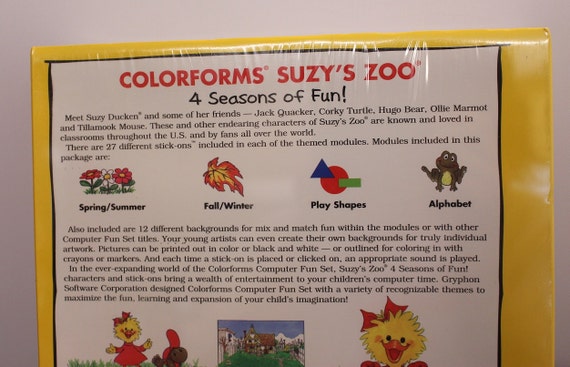 COLORFORMS® SUZY'S ZOO®
4 Seasons of Fun!
Meet Suzy Ducken® and some of her friends — Jack Quacker, Corky Turtle, Hugo Bear, Ollie Marmot
and Tillamook Mouse. These and other endearing characters of Suzy's Zoo® are known and loved in
classrooms throughout the U.S. and by fans all over the world.
There are 27 different stick-ons™ included in each of the themed modules. Modules included in this
package are:
Spring/Summer Fall/Winter Play Shapes Alphabet
Also included are 12 different backgrounds for mix and match fun within the modules or with other
Computer Fun Set titles. Your young artists can even create their own backgrounds for truly individual
artwork. Pictures can be printed out in color or black and white — or outlined for coloring in with
crayons or markers. And each time a stick-on is placed or clicked on, an appropriate sound is played.
In the ever-expanding world of the Colorforms Computer Fun Set, Suzy's Zoo® 4 Seasons of Fun!
characters and stick-ons bring a wealth of entertainment to your children's computer time. Gryphon
Software Corporation designed Colorforms Computer Fun Set with a variety of recognizable themes to
maximize the fun, learning and expansion of your child's imagination!